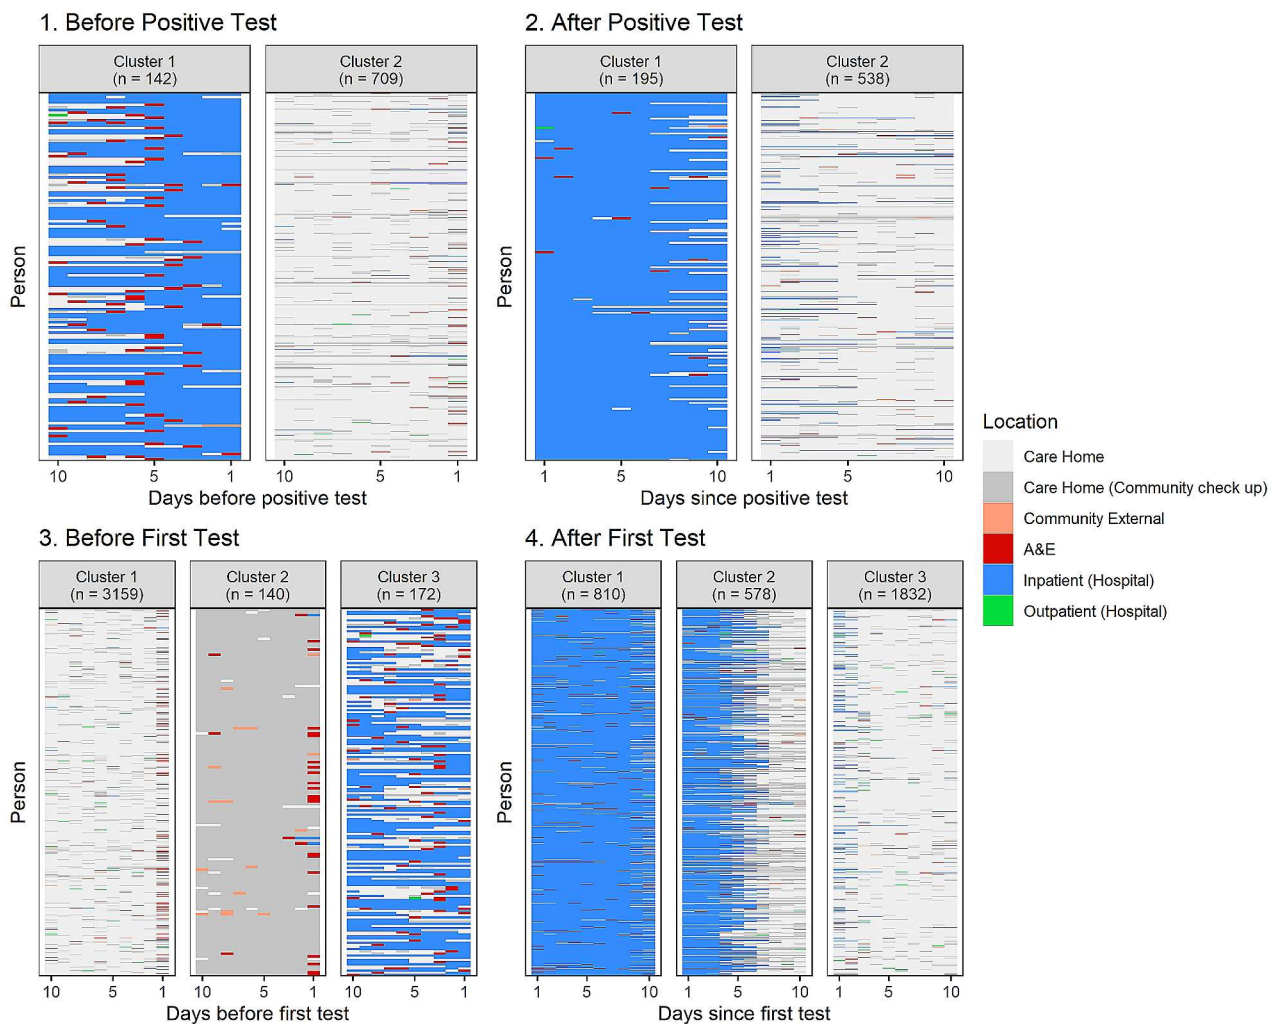 1. Before Positive Test
Cluster 1
(n = 142)
Cluster 2
(n = 709)
Person
10
5
1
10
5
1
Days before positive test
2. After Positive Test
Cluster 1
(n = 195)
Cluster 2
(n = 538)
Person
1
5
10
1
5
10
Days since positive test
3. Before First Test
Cluster 1
(n = 3159)
Cluster 2
(n = 140)
Cluster 3
(n = 172)
Person
10
5
1
10
5
1
10
5
1
Days before first test
4. After First Test
Cluster 1
(n = 810)
Cluster 2
(n = 578)
Cluster 3
(n = 1832)
Person
1
5
10
1
5
10
1
5
10
Days since first test
Location
Care Home
Care Home (Community check up)
Community External
A&E
Inpatient (Hospital)
Outpatient (Hospital)